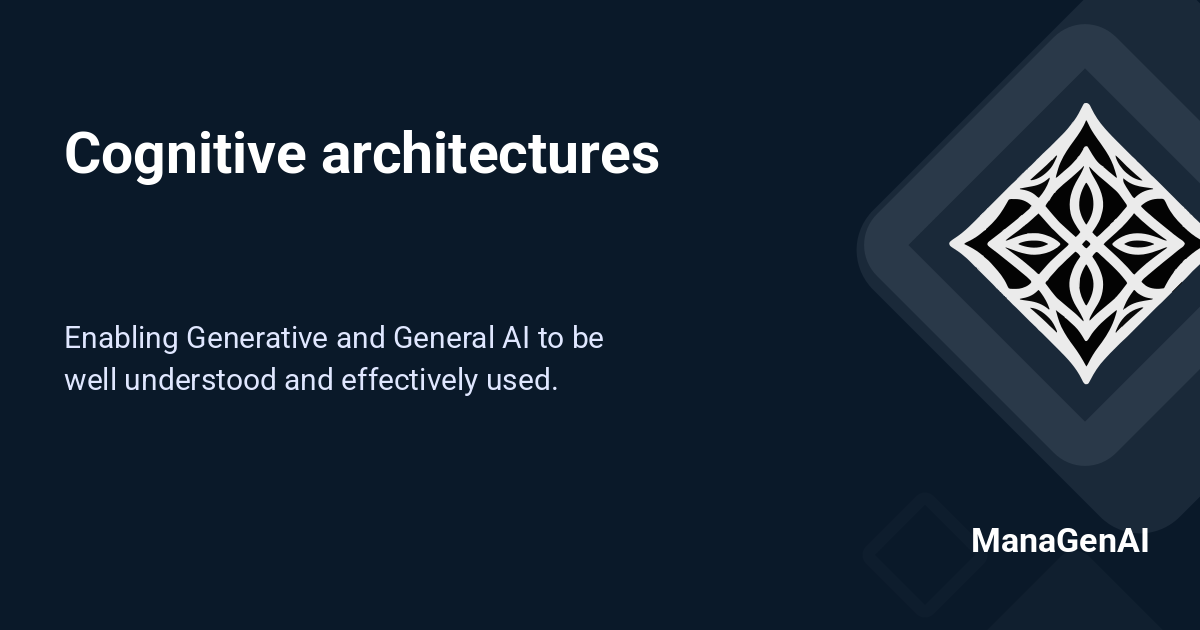 Cognitive architectures
Enabling Generative and General AI to be
well understood and effectively used.
ManaGenAI